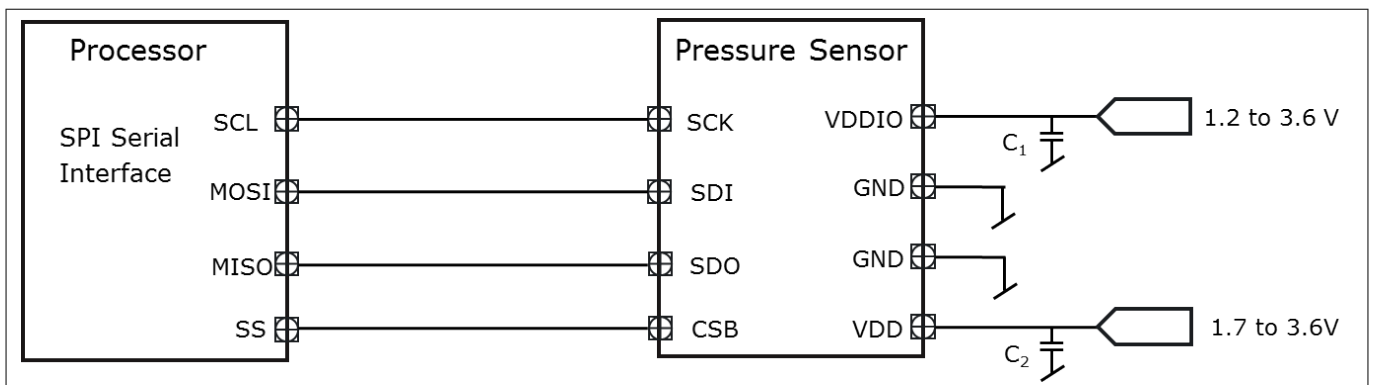 Processor
Pressure Sensor
SPI Serial
Interface
SCL
MOSI
MISO
SS
SCK
SDI
SDO
CSB
VDDIO
GND
GND
VDD
C1
C2
1.2 to 3.6 V
1.7 to 3.6V